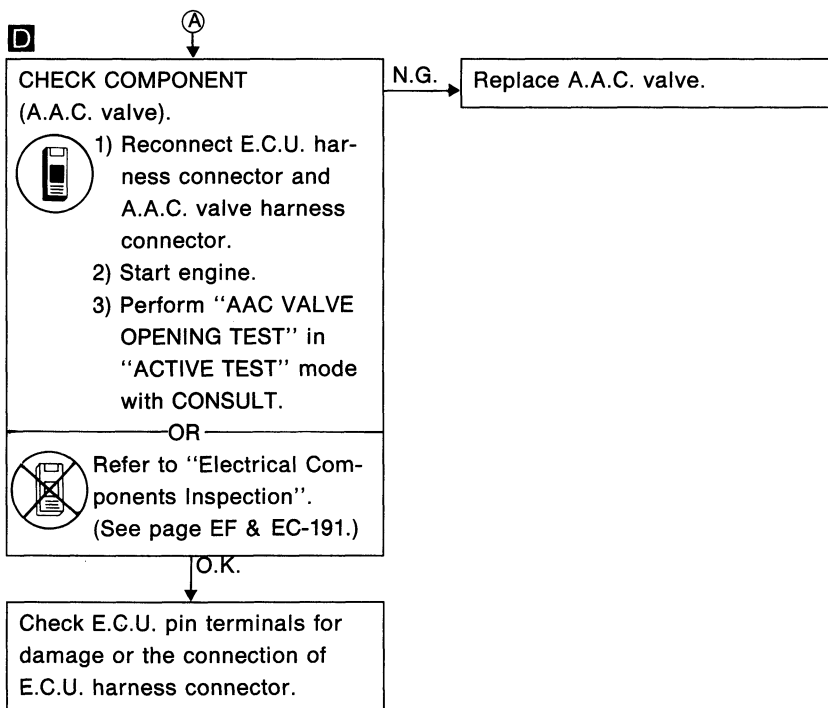 A
D
CHECK COMPONENT
(A.A.C. valve).
1) Reconnect E.C.U. har-
ness connector and
A.A.C. valve harness
connector.
2) Start engine.
3) Perform ‘‘AAC VALVE
OPENING TEST’’ in
‘‘ACTIVE TEST’’ mode
with CONSULT.
OR
Refer to ‘‘Electrical Com-
ponents Inspection’’.
(See page EF & EC-191.)
N.G.
Replace A.A.C. valve.
O.K.
Check E.C.U. pin terminals for
damage or the connection of
E.C.U. harness connector.